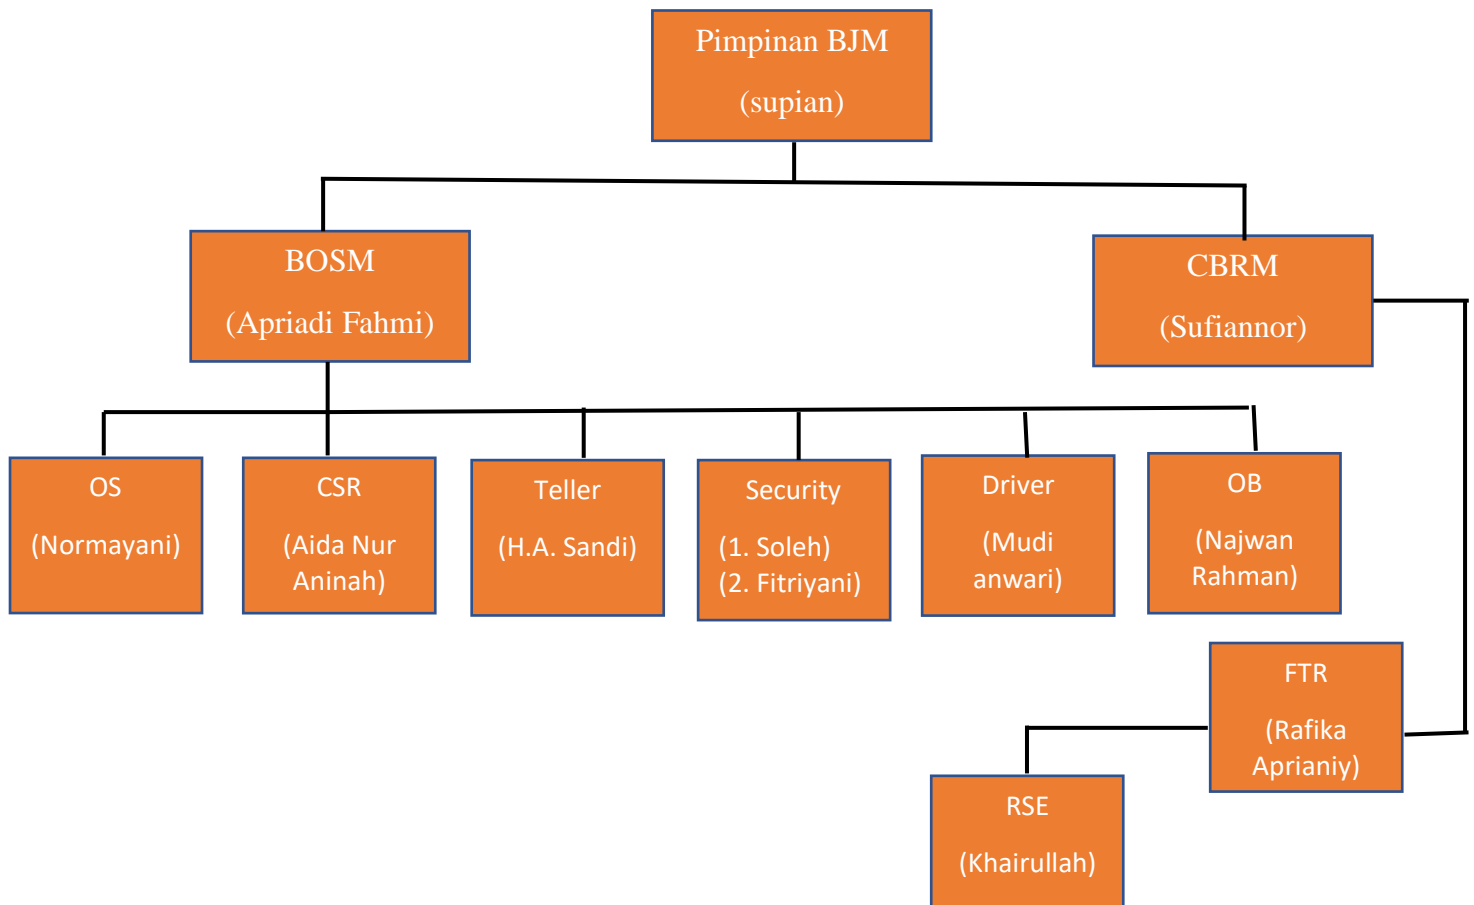 Pimpinan BJM
(supian)
BOSM
(Apriadi Fahmi)
CBRM
(Sufiannor)
OS
(Normayani)
CSR
(Aida Nur
Aninah)
Teller
(H.A. Sandi)
Security
(1. Soleh)
(2. Fitriyani)
Driver
(Mudi
anwari)
OB
(Najwan
Rahman)
FTR
(Rafika
Aprianiy)
RSE
(Khairullah)